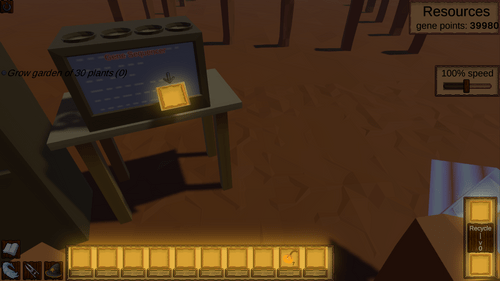 Resources
gene points: 39980
Grow garden of 30 plants (0)
100% speed
Recycle
l
v
0